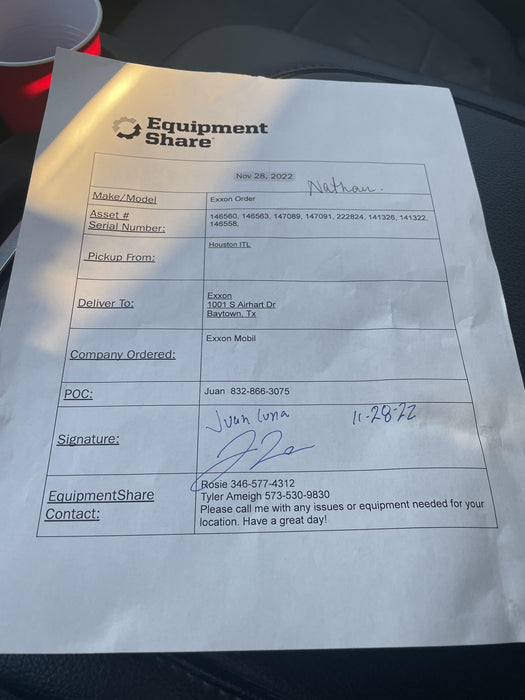 Equipment
Share
Nov 28, 2022
Nathan.
Make/Model
Exxon Order
Asset #
Serial Number:
146560, 146563, 147089, 147091, 222824, 141326, 141322,
146558,
Pickup From:
Houston ITL
Deliver To:
Exxon
1001 S Airhart Dr
Baytown, Tx
Company Ordered:
Exxon Mobil
POC:
Juan 832-866-3075
Signature:
Juan Luna 11-28-22
EquipmentShare
Contact:
Rosie 346-577-4312
Tyler Ameigh 573-530-9830
Please call me with any issues or equipment needed for your
location. Have a great day!